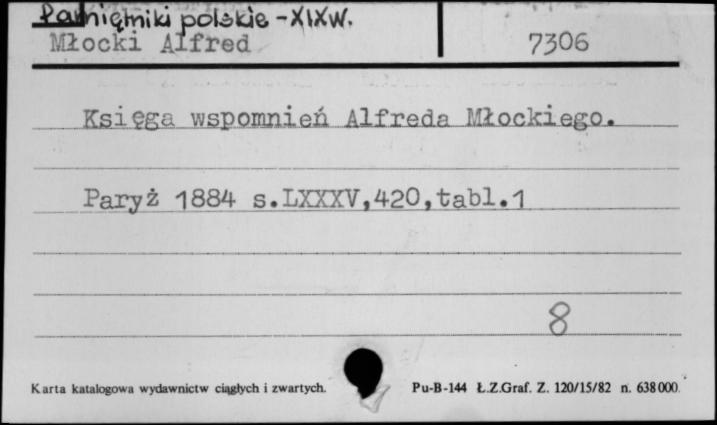 Pamiętniki polskie - XIX w.
Młocki Alfred 7306
Księga wspomnień Alfreda Młockiego.
Paryż 1884 s.LXXXV,420,tabl.1
8
Karta katalogowa wydawnictw ciągłych i zwartych. Pu-B-144 Ł.Z.Graf. Z. 120/15/82 n. 638000